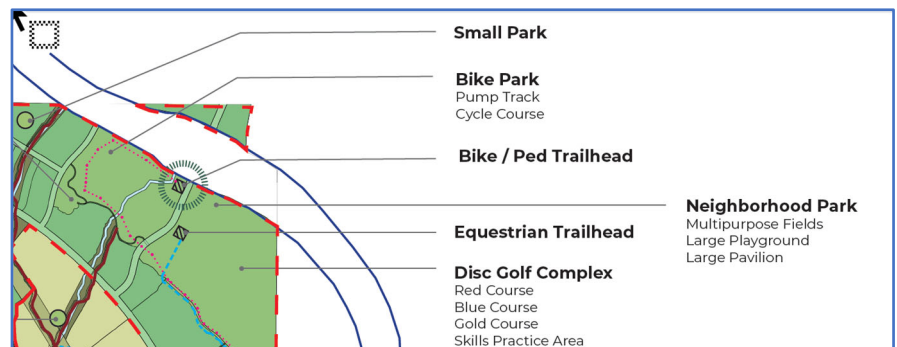 Small Park
Bike Park
Pump Track
Cycle Course
Bike / Ped Trailhead
Neighborhood Park
Multipurpose Fields
Large Playground
Large Pavilion
Equestrian Trailhead
Disc Golf Complex
Red Course
Blue Course
Gold Course
Skills Practice Area